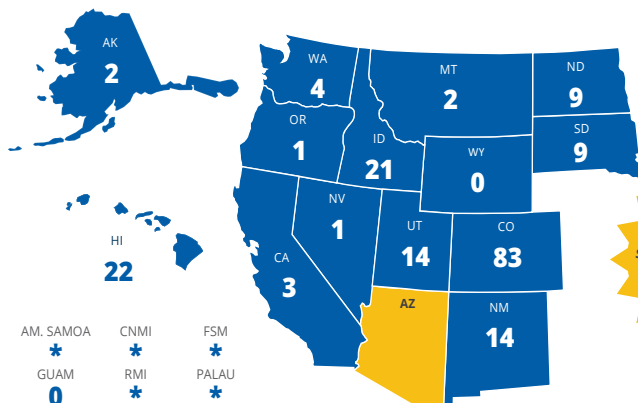 AK
2
WA
4
MT
2
ND
9
OR
1
ID
21
SD
9
WY
0
NV
1
UT
14
CO
83
HI
22
CA
3
AZ
NM
14
AM. SAMOA CNMI FSM
* * *
GUAM RMI PALAU
0 * *